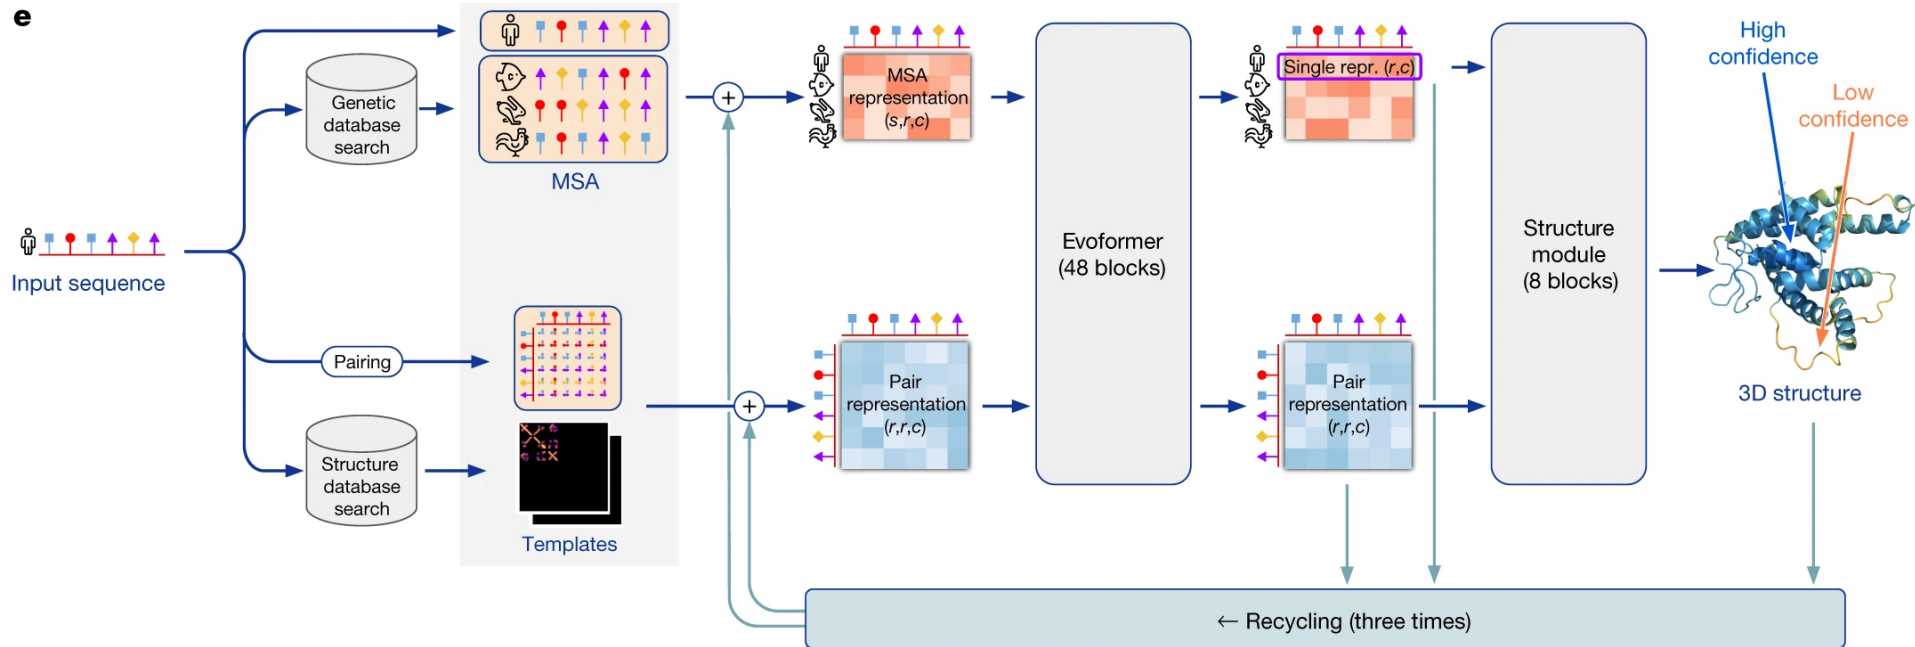 e
Input sequence
Genetic
database
search
Pairing
Structure
database
search
MSA
Templates
+
+
MSA
representation
(s,r,c)
Pair
representation
(r,r,c)
Evoformer
(48 blocks)
Single repr. (r,c)
Pair
representation
(r,r,c)
Structure
module
(8 blocks)
High
confidence
Low
confidence
3D structure
← Recycling (three times)